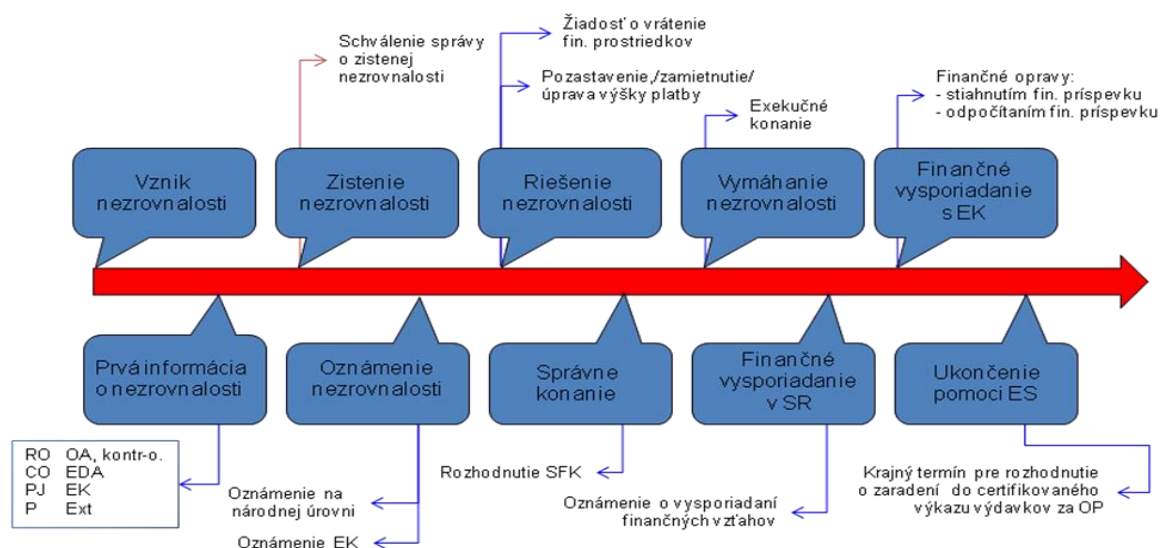 Schválenie správy
o zistenej
nezrovnalosti
Žiadosť o vrátenie
fin. prostriedkov
Pozastavenie,/zamietnutie/
úprava výšky platby
Exekučné
konanie
Finančné opravy:
- stiahnutím fin. príspevku
- odpočítaním fin. príspevku
Vznik
nezrovnalosti
Zistenie
nezrovnalosti
Riešenie
nezrovnalosti
Vymáhanie
nezrovnalosti
Finančné
vysporiadanie
s EK
Prvá informácia
o nezrovnalosti
Oznámenie
nezrovnalosti
Správne
konanie
Finančné
vysporiadanie
v SR
Ukončenie
pomoci ES
RO OA, kontr-o.
CO EDA
PJ EK
P Ext
Oznámenie na
národnej úrovni
Oznámenie EK
Rozhodnutie SFK
Oznámenie o vysporiadaní
finančných vzťahov
Krajný termín pre rozhodnutie
o zaradení do certifikovaného
výkazu výdavkov za OP